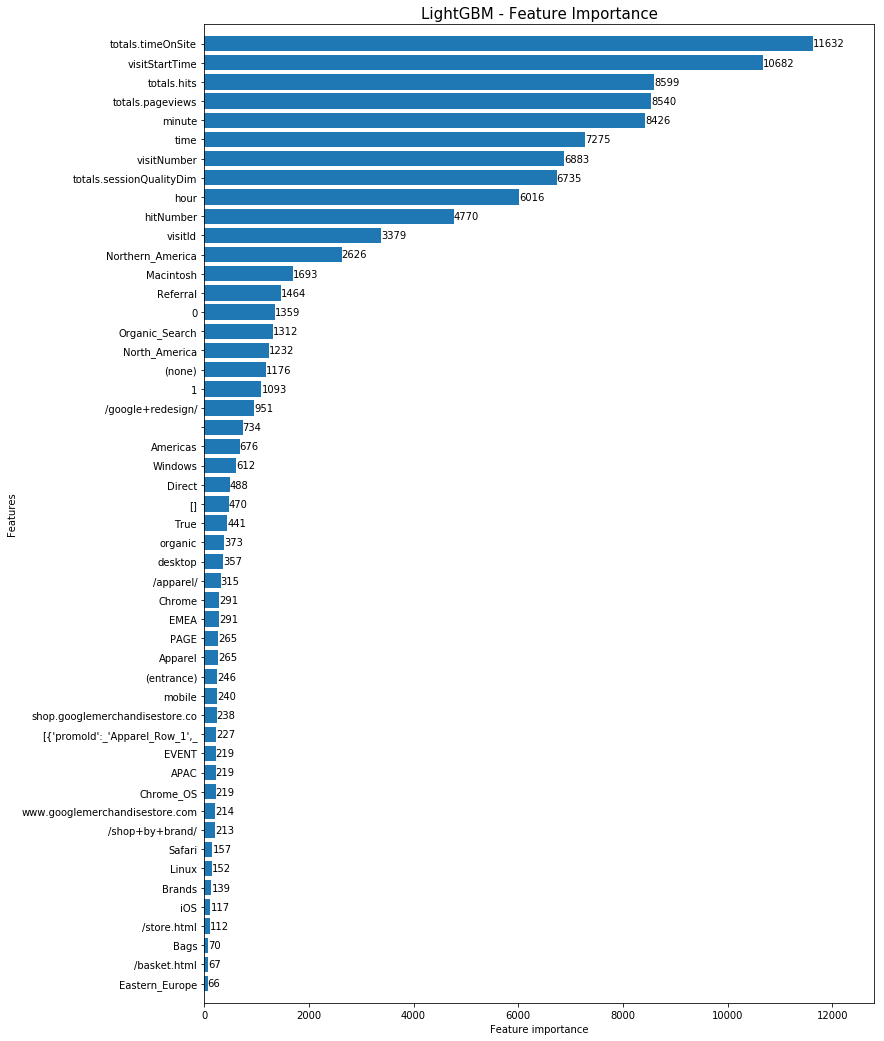 LightGBM - Feature Importance
totals.timeOnSite 11632
visitStartTime 10682
totals.hits 8599
totals.pageviews 8540
minute 8426
time 7275
visitNumber 6883
totals.sessionQualityDim 6735
hour 6016
hitNumber 4770
visitId 3379
Northern_America 2626
Macintosh 1693
Referral 1464
0 1359
Organic_Search 1312
North_America 1232
(none) 1176
1 1093
/google+redesign/ 951
734
Americas 676
Windows 612
Direct 488
[] 470
True 441
organic 373
desktop 357
/apparel/ 315
Chrome 291
EMEA 291
PAGE 265
Apparel 265
(entrance) 246
mobile 240
shop.googlemerchandisestore.co 238
[{'promoId':_'Apparel_Row_1',_ 227
EVENT 219
APAC 219
Chrome_OS 219
www.googlemerchandisestore.com 214
/shop+by+brand/ 213
Safari 157
Linux 152
Brands 139
iOS 117
/store.html 112
Bags 70
/basket.html 67
Eastern_Europe 66
Features
0 2000 4000 6000 8000 10000 12000
Feature importance